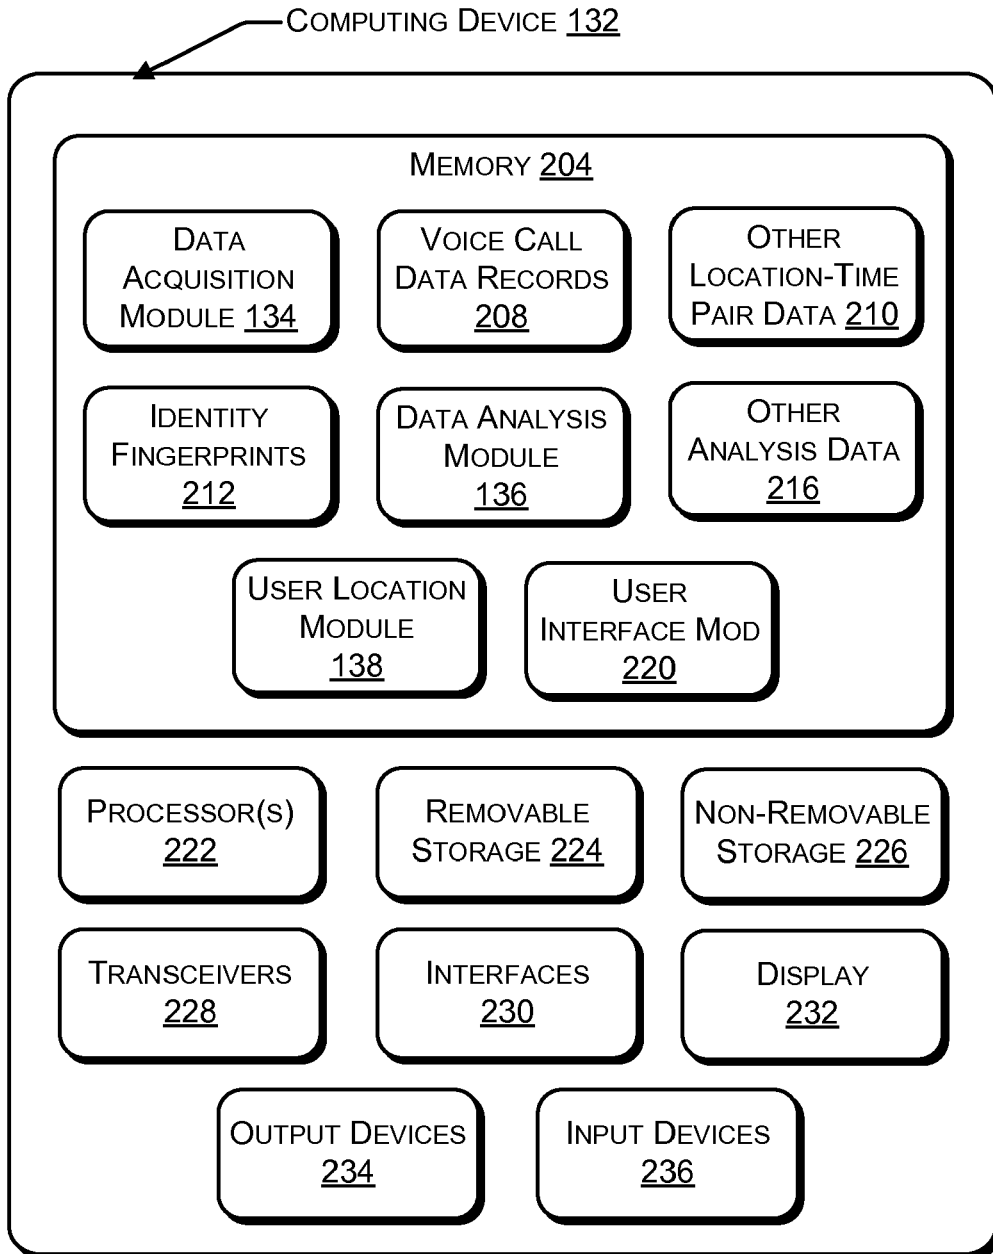 COMPUTING DEVICE 132
MEMORY 204
DATA
ACQUISITION
MODULE 134
VOICE CALL
DATA RECORDS
208
OTHER
LOCATION-TIME
PAIR DATA 210
IDENTITY
FINGERPRINTS
212
DATA ANALYSIS
MODULE
136
OTHER
ANALYSIS DATA
216
USER LOCATION
MODULE
138
USER
INTERFACE MOD
220
PROCESSOR(S)
222
REMOVABLE
STORAGE 224
NON-REMOVABLE
STORAGE 226
TRANSCEIVERS
228
INTERFACES
230
DISPLAY
232
OUTPUT DEVICES
234
INPUT DEVICES
236